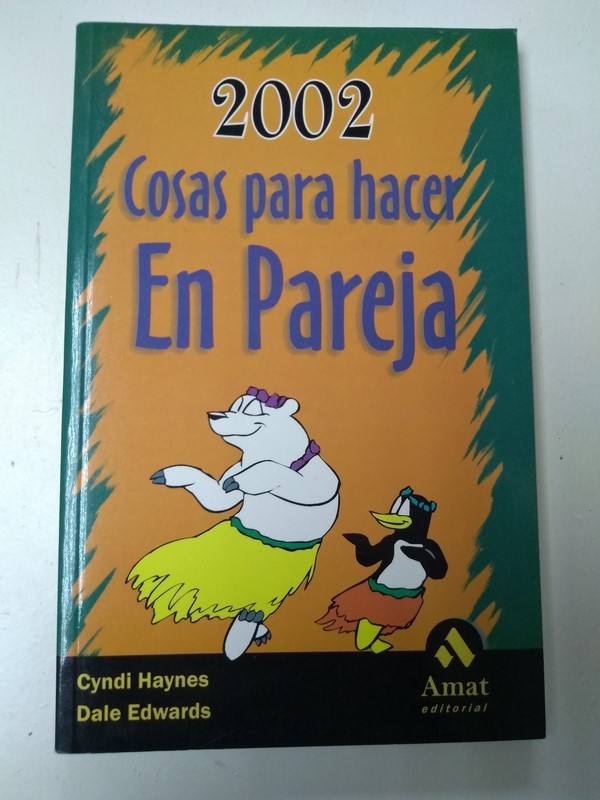 2002
Cosas para hacer
En Pareja
Cyndi Haynes
Dale Edwards
Amat
editorial